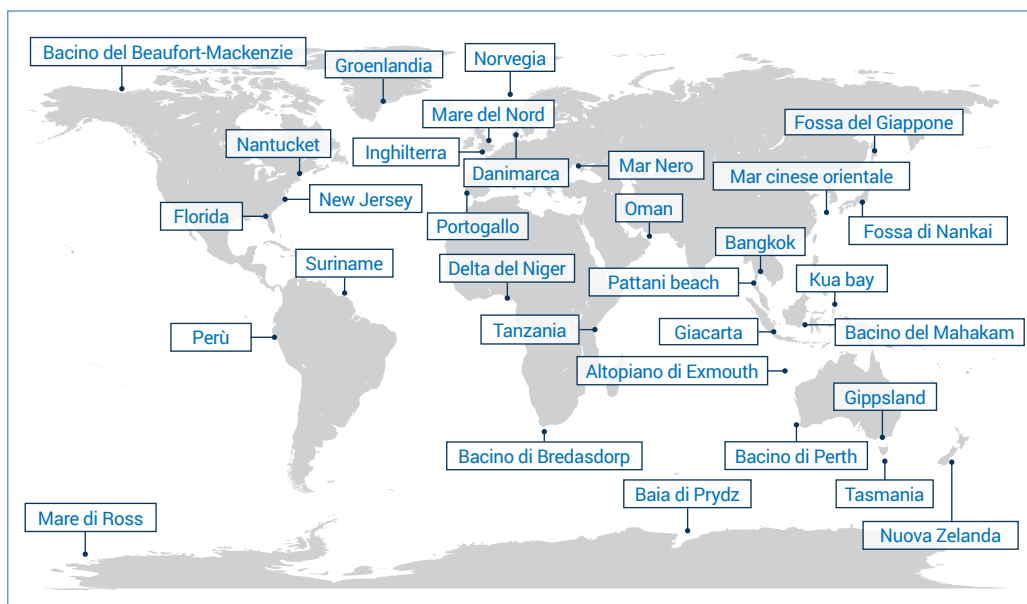 Bacino del Beaufort-Mackenzie
Groenlandia
Norvegia
Mare del Nord
Fossa del Giappone
Nantucket
Inghilterra
Danimarca
Mar Nero
Mar cinese orientale
New Jersey
Florida
Portogallo
Oman
Fossa di Nankai
Bangkok
Suriname
Delta del Niger
Pattani beach
Kua bay
Perù
Tanzania
Giacarta
Bacino del Mahakam
Altopiano di Exmouth
Gippsland
Bacino di Bredasdorp
Bacino di Perth
Baia di Prydz
Tasmania
Mare di Ross
Nuova Zelanda